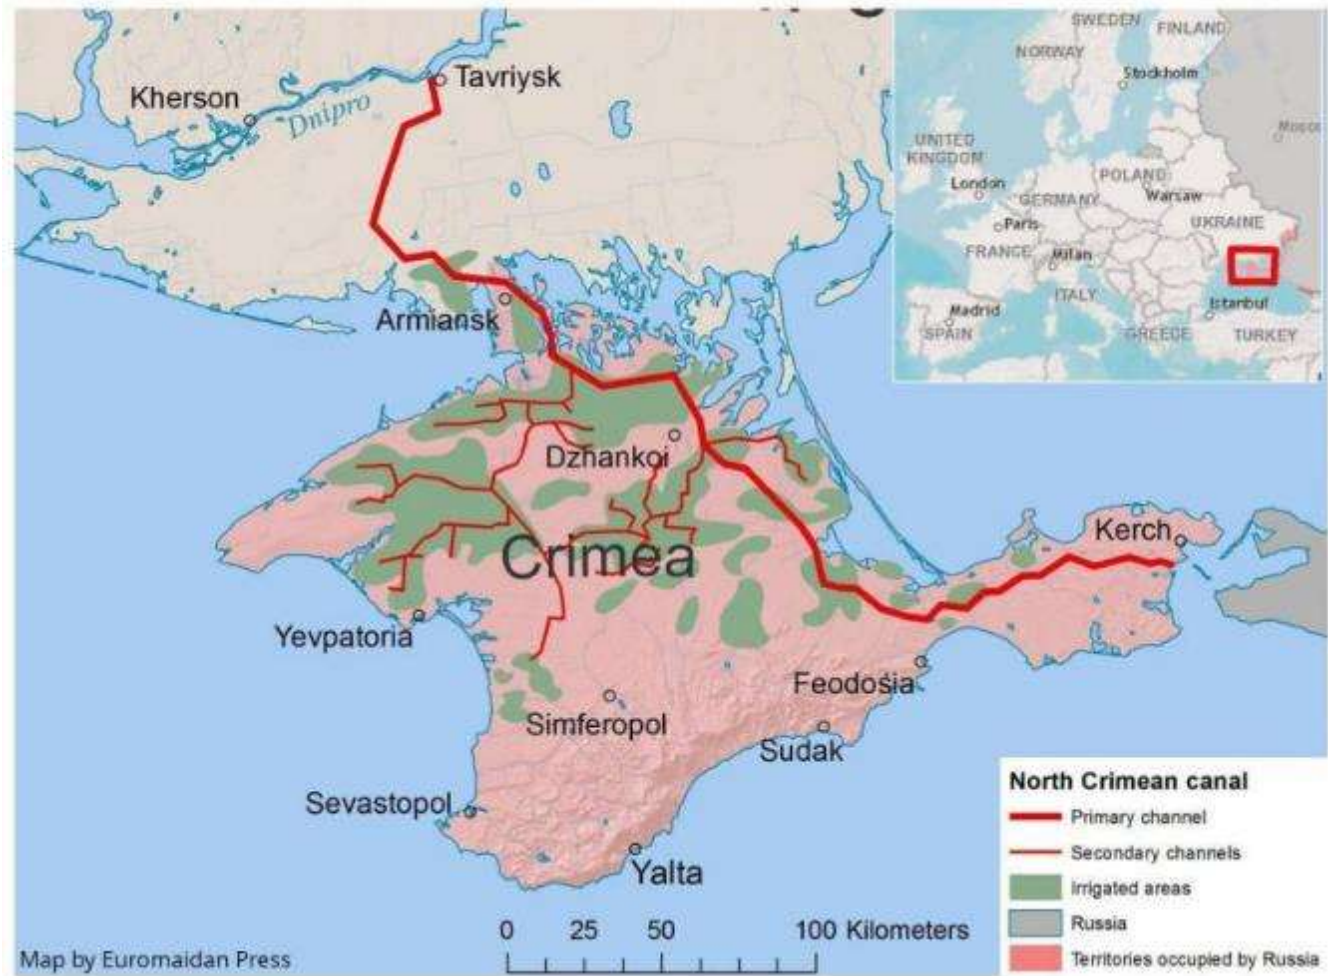 Kherson
Tavriysk
Dnipro
Armiansk
Dzhankoi
Crimea
Kerch
Yevpatoria
Feodosia
Simferopol
Sudak
Sevastopol
Yalta
SWEDEN
FINLAND
NORWAY
Stockholm
UNITED
KINGDOM
London
POLAND
Warsaw
GERMANY
Paris
UKRAINE
FRANCE
Milan
ITALY
Istanbul
Madrid
SPAIN
GREECE
TURKEY
North Crimean canal
Primary channel
Secondary channels
Irrigated areas
Russia
Territories occupied by Russia
0 25 50 100 Kilometers
Map by Euromaidan Press